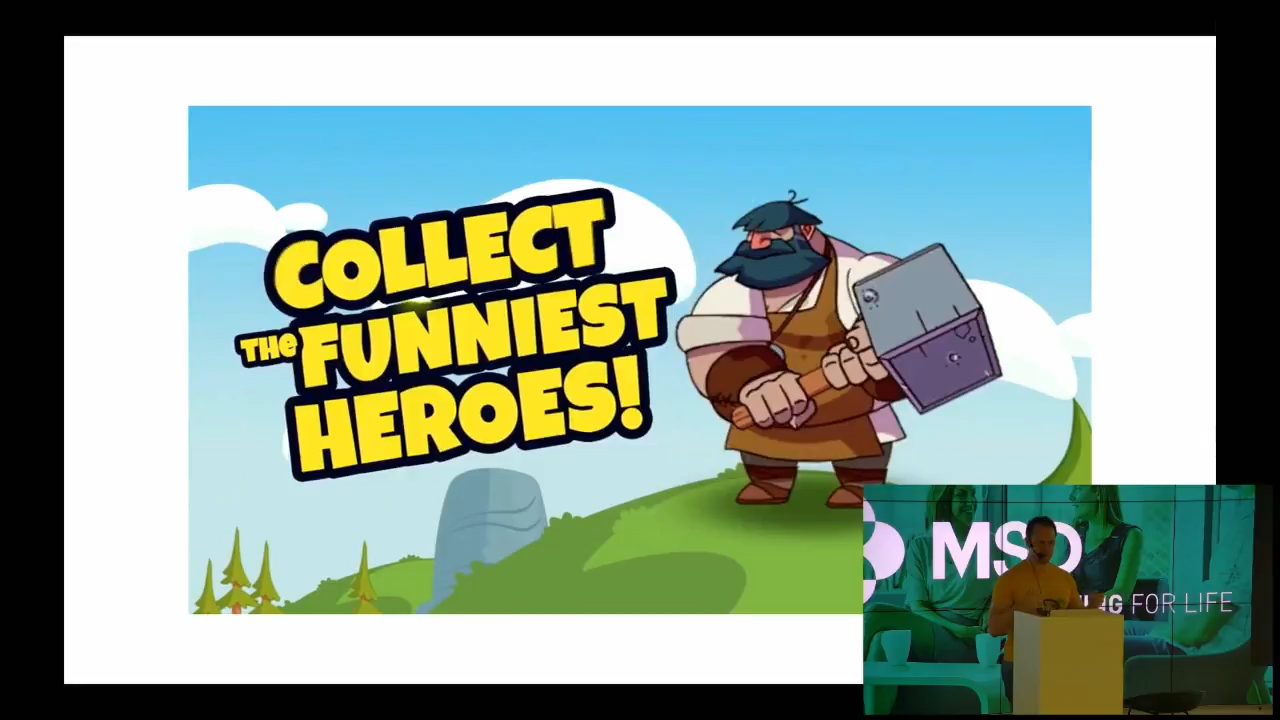 COLLECT
THE FUNNIEST
HEROES!
MSD
FOR LIFE